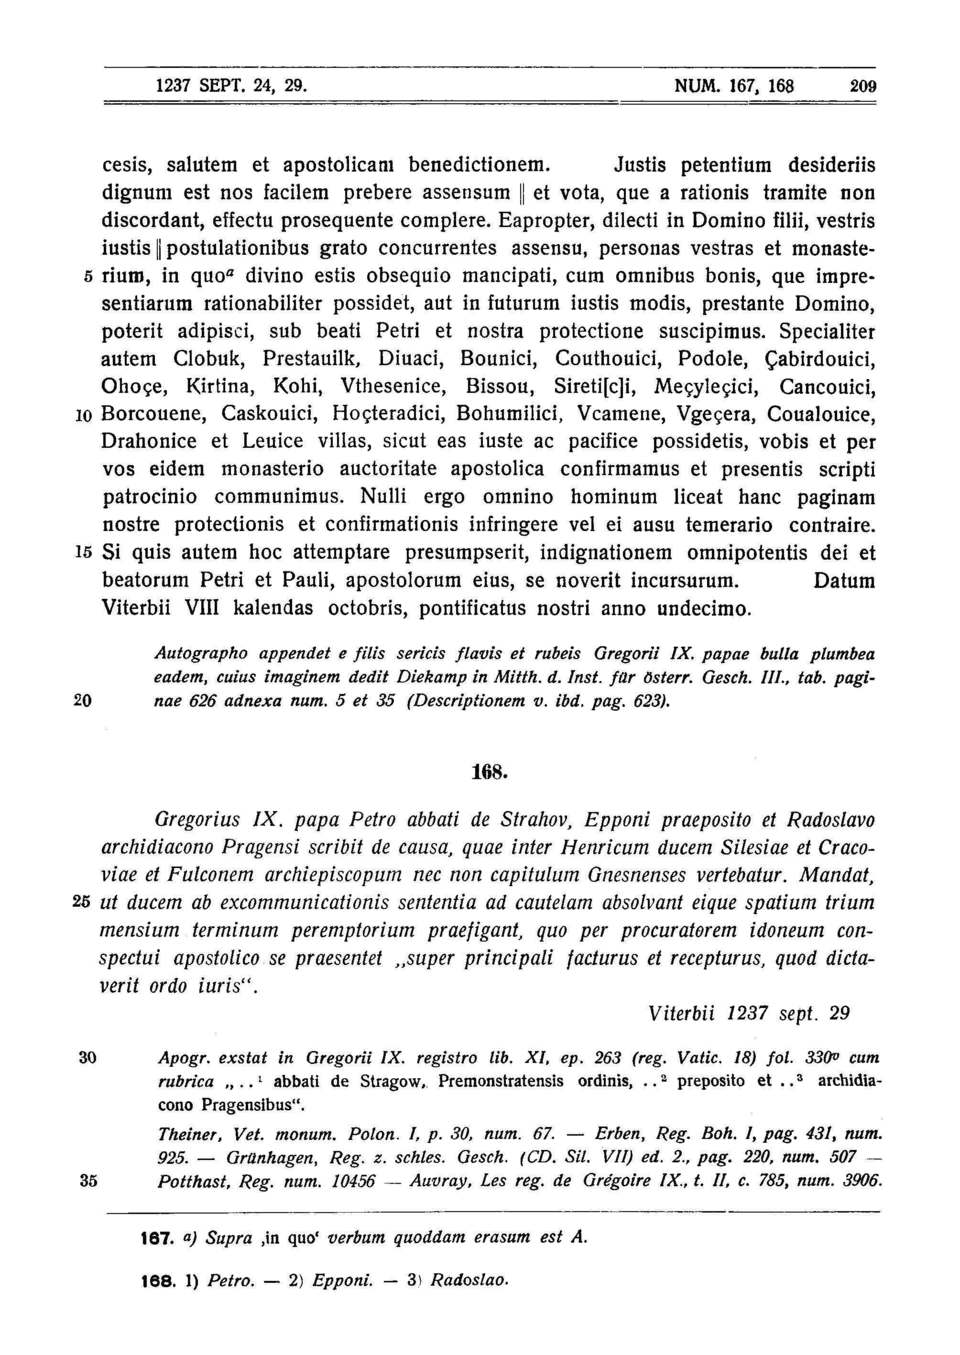 1237 SEPT. 24, 29. NUM. 167, 168 209
cesis, salutem et apostolicam benedictionem. Justis petentium desideriis
dignum est nos facilem prebere assensum || et vota, que a rationis tramite non
discordant, effectu prosequente complere. Eapropter, dilecti in Domino filii, vestris
iustis || postulationibus grato concurrentes assensu, personas vestras et monaste-
5 rium, in quoᵃ divino estis obsequio mancipati, cum omnibus bonis, que impre-
sentiarum rationabiliter possidet, aut in futurum iustis modis, prestante Domino,
poterit adipisci, sub beati Petri et nostra protectione suscipimus. Specialiter
autem Clobuk, Prestauilk, Diuaci, Bounici, Couthouici, Podole, Çabirdouici,
Ohoçe, Kirtina, Kohi, Vthesenice, Bissou, Sireti[c]i, Meçyleçici, Cancouici,
10 Borcouene, Caskouici, Hoçteradici, Bohumilici, Vcamene, Vgeçera, Coualouice,
Drahonice et Leuice villas, sicut eas iuste ac pacifice possidetis, vobis et per
vos eidem monasterio auctoritate apostolica confirmamus et presentis scripti
patrocinio communimus. Nulli ergo omnino hominum liceat hanc paginam
nostre protectionis et confirmationis infringere vel ei ausu temerario contraire.
15 Si quis autem hoc attemptare presumpserit, indignationem omnipotentis dei et
beatorum Petri et Pauli, apostolorum eius, se noverit incursurum. Datum
Viterbii VIII kalendas octobris, pontificatus nostri anno undecimo.
Autographo appendet e filis sericis flavis et rubeis Gregorii IX. papae bulla plumbea
eadem, cuius imaginem dedit Diekamp in Mitth. d. Inst. für österr. Gesch. III., tab. pagi-
20 nae 626 adnexa num. 5 et 35 (Descriptionem v. ibd. pag. 623).
168.
Gregorius IX. papa Petro abbati de Strahov, Epponi praeposito et Radoslavo
archidiacono Pragensi scribit de causa, quae inter Henricum ducem Silesiae et Craco-
viae et Fulconem archiepiscopum nec non capitulum Gnesnenses vertebatur. Mandat,
25 ut ducem ab excommunicationis sententia ad cautelam absolvant eique spatium trium
mensium terminum peremptorium praefigant, quo per procuratorem idoneum con-
spectui apostolico se praesentet „super principali facturus et recepturus, quod dicta-
verit ordo iuris“.
Viterbii 1237 sept. 29
30 Apogr. exstat in Gregorii IX. registro lib. XI, ep. 263 (reg. Vatic. 18) fol. 330ᵛ cum
rubrica „ . . ¹ abbati de Stragow, Premonstratensis ordinis, . . ² preposito et . . ³ archidia-
cono Pragensibus“.
Theiner, Vet. monum. Polon. I, p. 30, num. 67. — Erben, Reg. Boh. I, pag. 431, num.
925. — Grünhagen, Reg. z. schles. Gesch. (CD. Sil. VII) ed. 2., pag. 220, num. 507 —
35 Potthast, Reg. num. 10456 — Auvray, Les reg. de Grégoire IX., t. II, c. 785, num. 3906.
167. a) Supra ‚in quo‘ verbum quoddam erasum est A.
168. 1) Petro. — 2) Epponi. — 3) Radoslao.